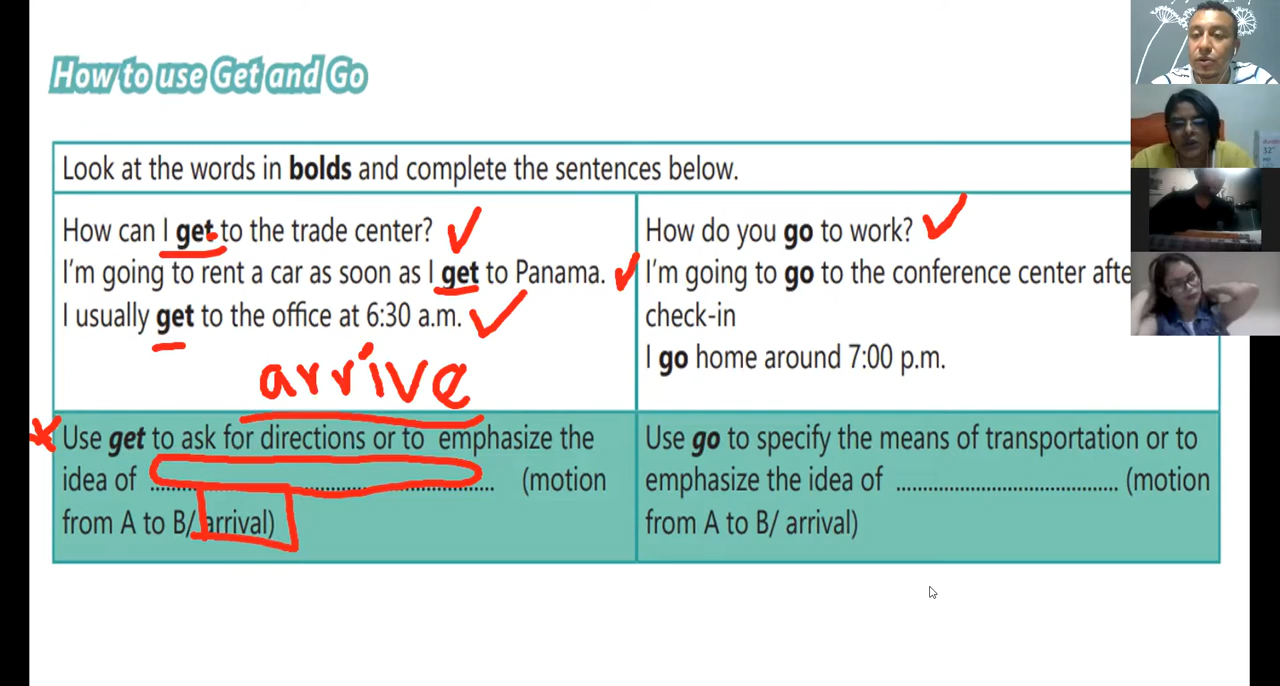 How to use Get and Go
Look at the words in bolds and complete the sentences below.
How can I get to the trade center?
I'm going to rent a car as soon as I get to Panama.
I usually get to the office at 6:30 a.m.
arrive
How do you go to work?
I'm going to go to the conference center afte
check-in
I go home around 7:00 p.m.
Use get to ask for directions or to emphasize the
idea of ................................................ (motion
from A to B/ arrival)
Use go to specify the means of transportation or to
emphasize the idea of ....................................... (motion
from A to B/ arrival)